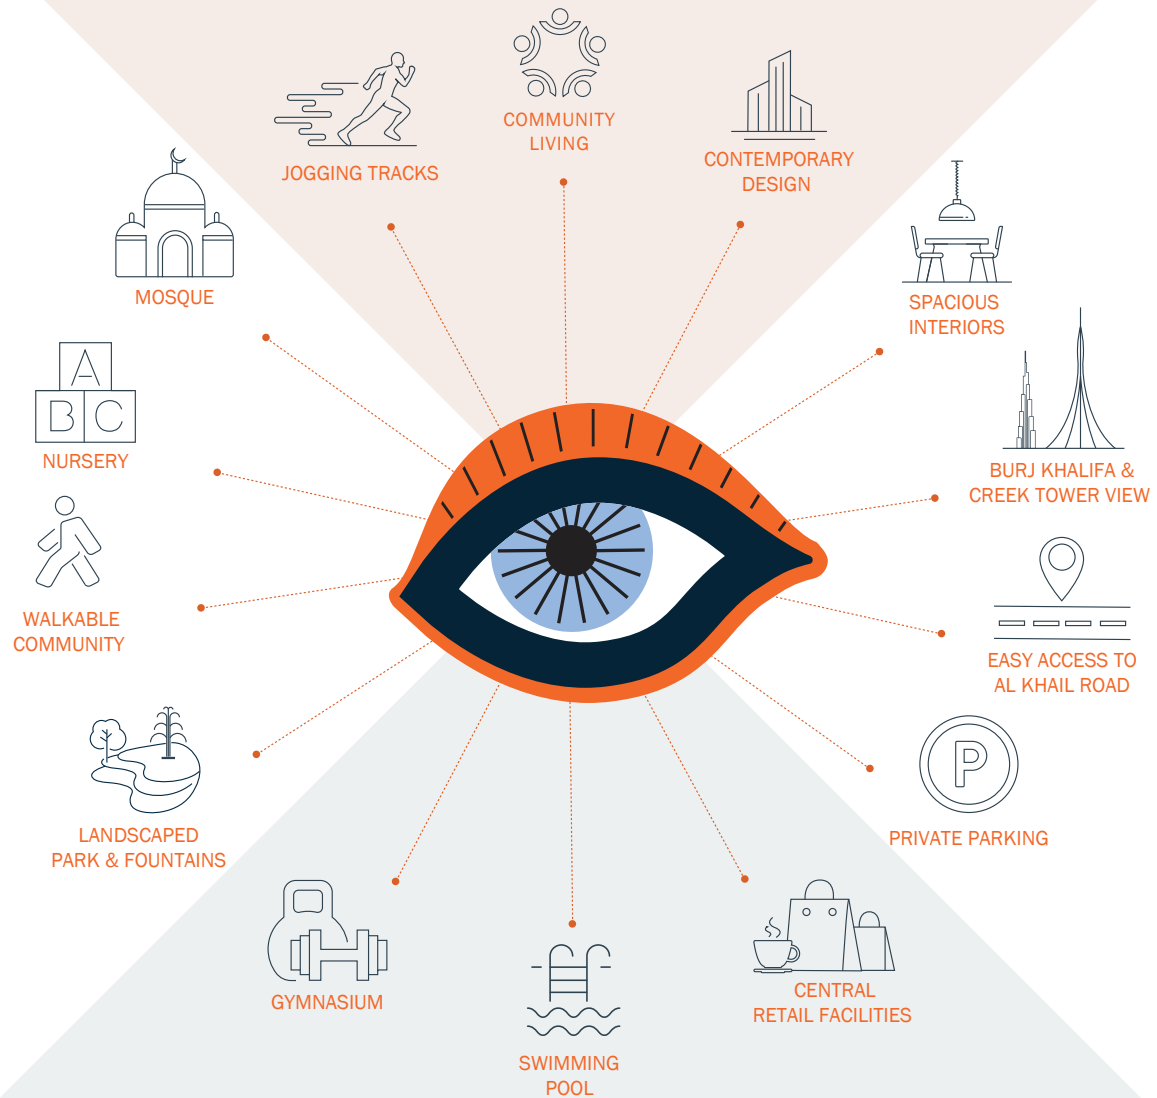 COMMUNITY
LIVING
JOGGING TRACKS
CONTEMPORARY
DESIGN
MOSQUE
SPACIOUS
INTERIORS
A
B C
NURSERY
BURJ KHALIFA &
CREEK TOWER VIEW
WALKABLE
COMMUNITY
EASY ACCESS TO
AL KHAIL ROAD
P
PRIVATE PARKING
LANDSCAPED
PARK & FOUNTAINS
GYMNASIUM
CENTRAL
RETAIL FACILITIES
SWIMMING
POOL